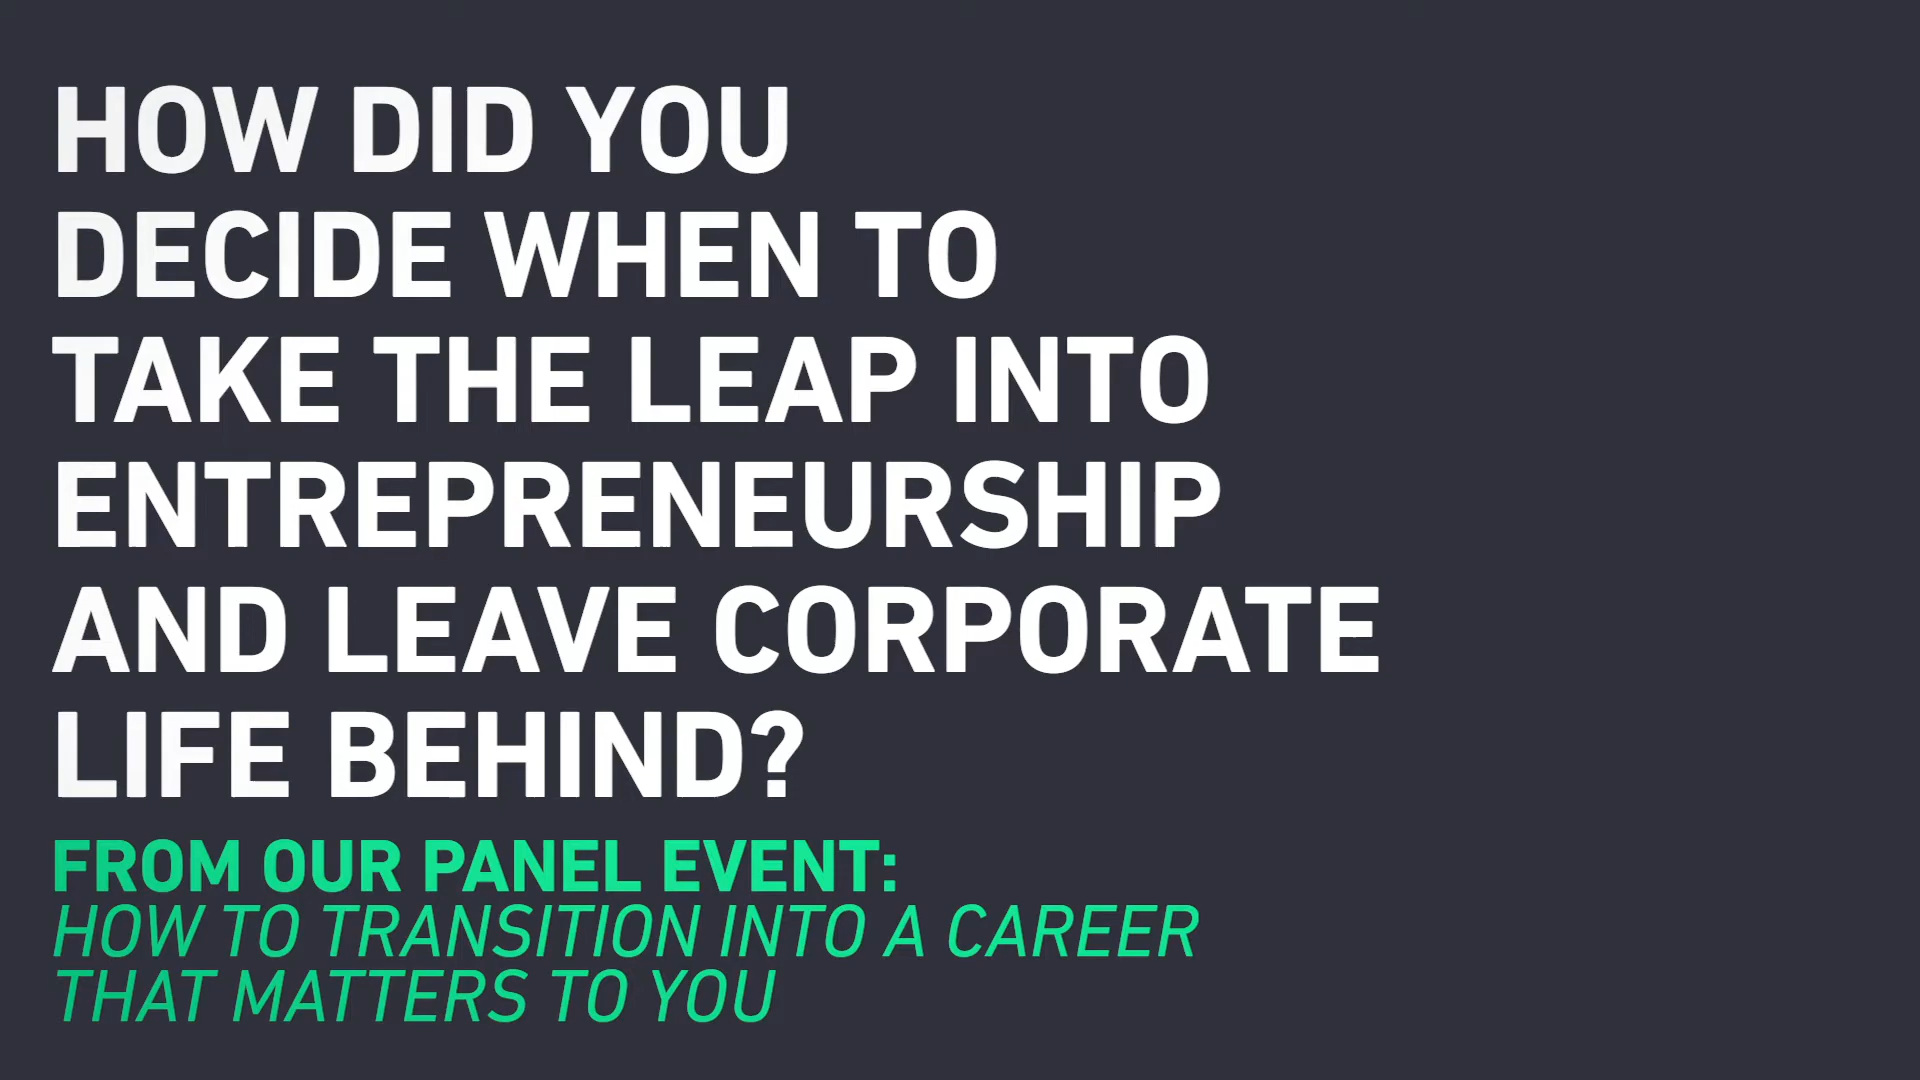 HOW DID YOU
DECIDE WHEN TO
TAKE THE LEAP INTO
ENTREPRENEURSHIP
AND LEAVE CORPORATE
LIFE BEHIND?
FROM OUR PANEL EVENT:
HOW TO TRANSITION INTO A CAREER
THAT MATTERS TO YOU